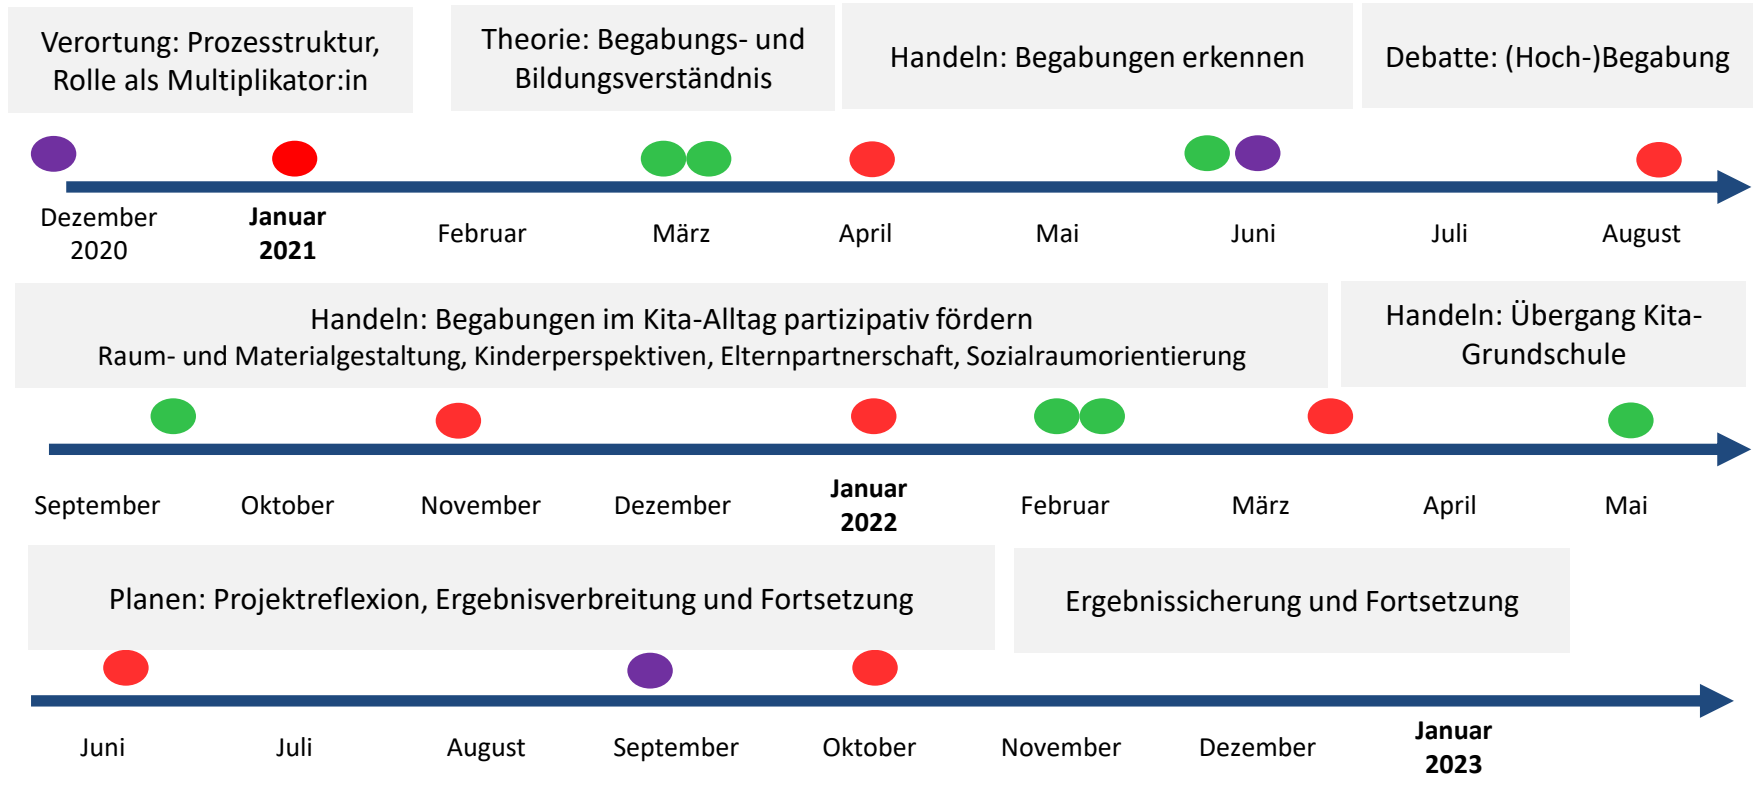 Verortung: Prozesstruktur,
Rolle als Multiplikator:in
Theorie: Begabungs- und
Bildungsverständnis
Handeln: Begabungen erkennen
Debatte: (Hoch-)Begabung
Dezember
2020
Januar
2021
Februar
März
April
Mai
Juni
Juli
August
Handeln: Begabungen im Kita-Alltag partizipativ fördern
Raum- und Materialgestaltung, Kinderperspektiven, Elternpartnerschaft, Sozialraumorientierung
Handeln: Übergang Kita-
Grundschule
September
Oktober
November
Dezember
Januar
2022
Februar
März
April
Mai
Planen: Projektreflexion, Ergebnisverbreitung und Fortsetzung
Ergebnissicherung und Fortsetzung
Juni
Juli
August
September
Oktober
November
Dezember
Januar
2023